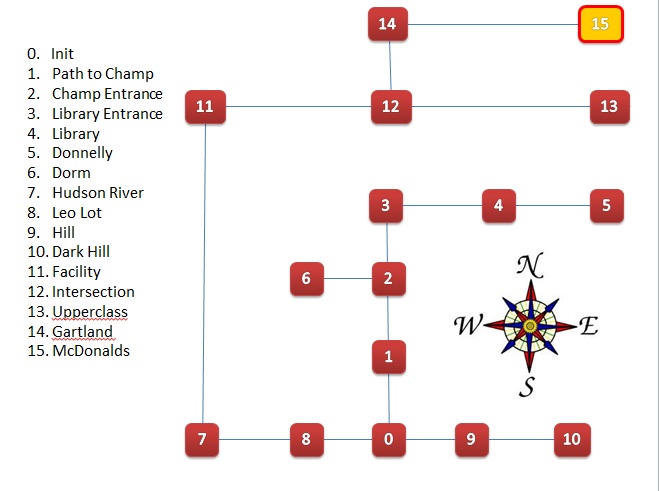 14 15
0. Init
1. Path to Champ
2. Champ Entrance
3. Library Entrance
4. Library
5. Donnelly
6. Dorm
7. Hudson River
8. Leo Lot
9. Hill
10. Dark Hill
11. Facility
12. Intersection
13. Upperclass
14. Gartland
15. McDonalds
11 12 13
3 4 5
6 2
N
W E
S
1
7 8 0 9 10